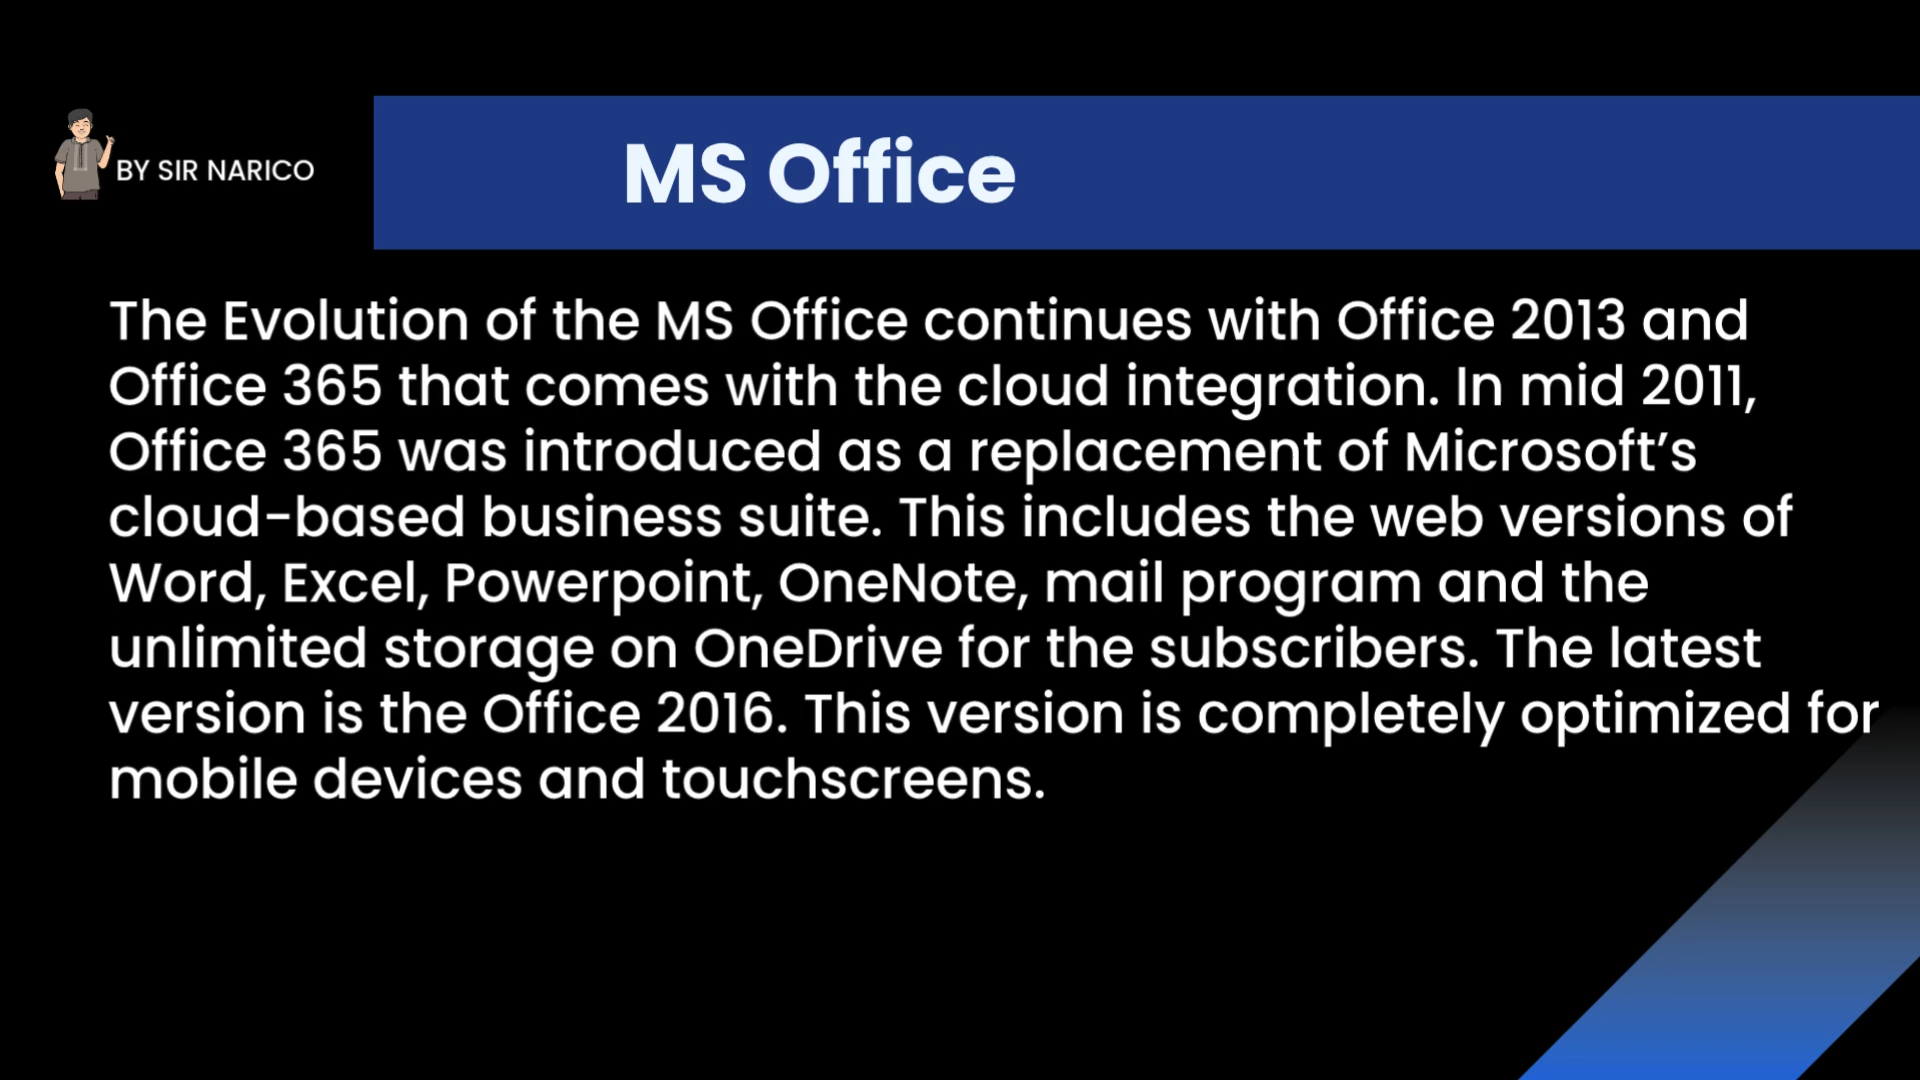 BY SIR NARICO
MS Office
The Evolution of the MS Office continues with Office 2013 and
Office 365 that comes with the cloud integration. In mid 2011,
Office 365 was introduced as a replacement of Microsoft’s
cloud-based business suite. This includes the web versions of
Word, Excel, Powerpoint, OneNote, mail program and the
unlimited storage on OneDrive for the subscribers. The latest
version is the Office 2016. This version is completely optimized for
mobile devices and touchscreens.